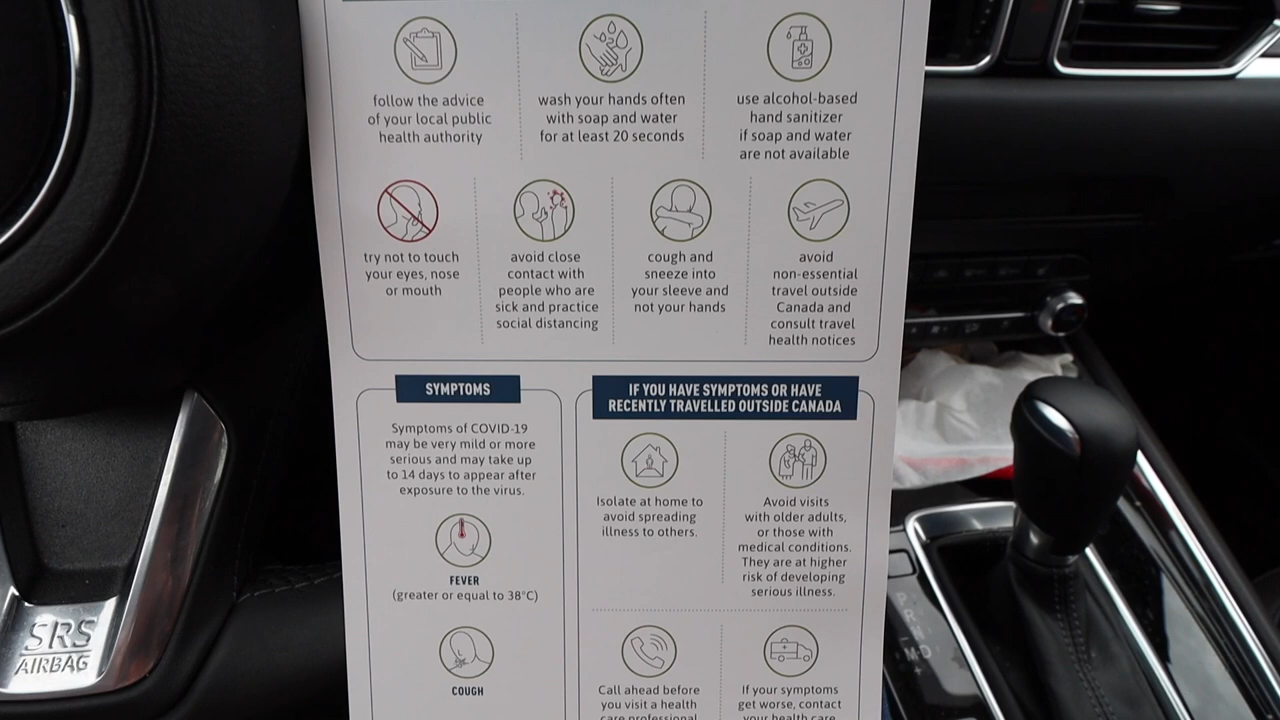 follow the advice
of your local public
health authority
wash your hands often
with soap and water
for at least 20 seconds
use alcohol-based
hand sanitizer
if soap and water
are not available
try not to touch
your eyes, nose
or mouth
avoid close
contact with
people who are
sick and practice
social distancing
cough and
sneeze into
your sleeve and
not your hands
avoid
non-essential
travel outside
Canada and
consult travel
health notices
SYMPTOMS
Symptoms of COVID-19
may be very mild or more
serious and may take up
to 14 days to appear after
exposure to the virus.
FEVER
(greater or equal to 38°C)
COUGH
IF YOU HAVE SYMPTOMS OR HAVE
RECENTLY TRAVELLED OUTSIDE CANADA
Isolate at home to
avoid spreading
illness to others.
Avoid visits
with older adults,
or those with
medical conditions.
They are at higher
risk of developing
serious illness.
Call ahead before
you visit a health
care professional
If your symptoms
get worse, contact
your health care
SRS
AIRBAG